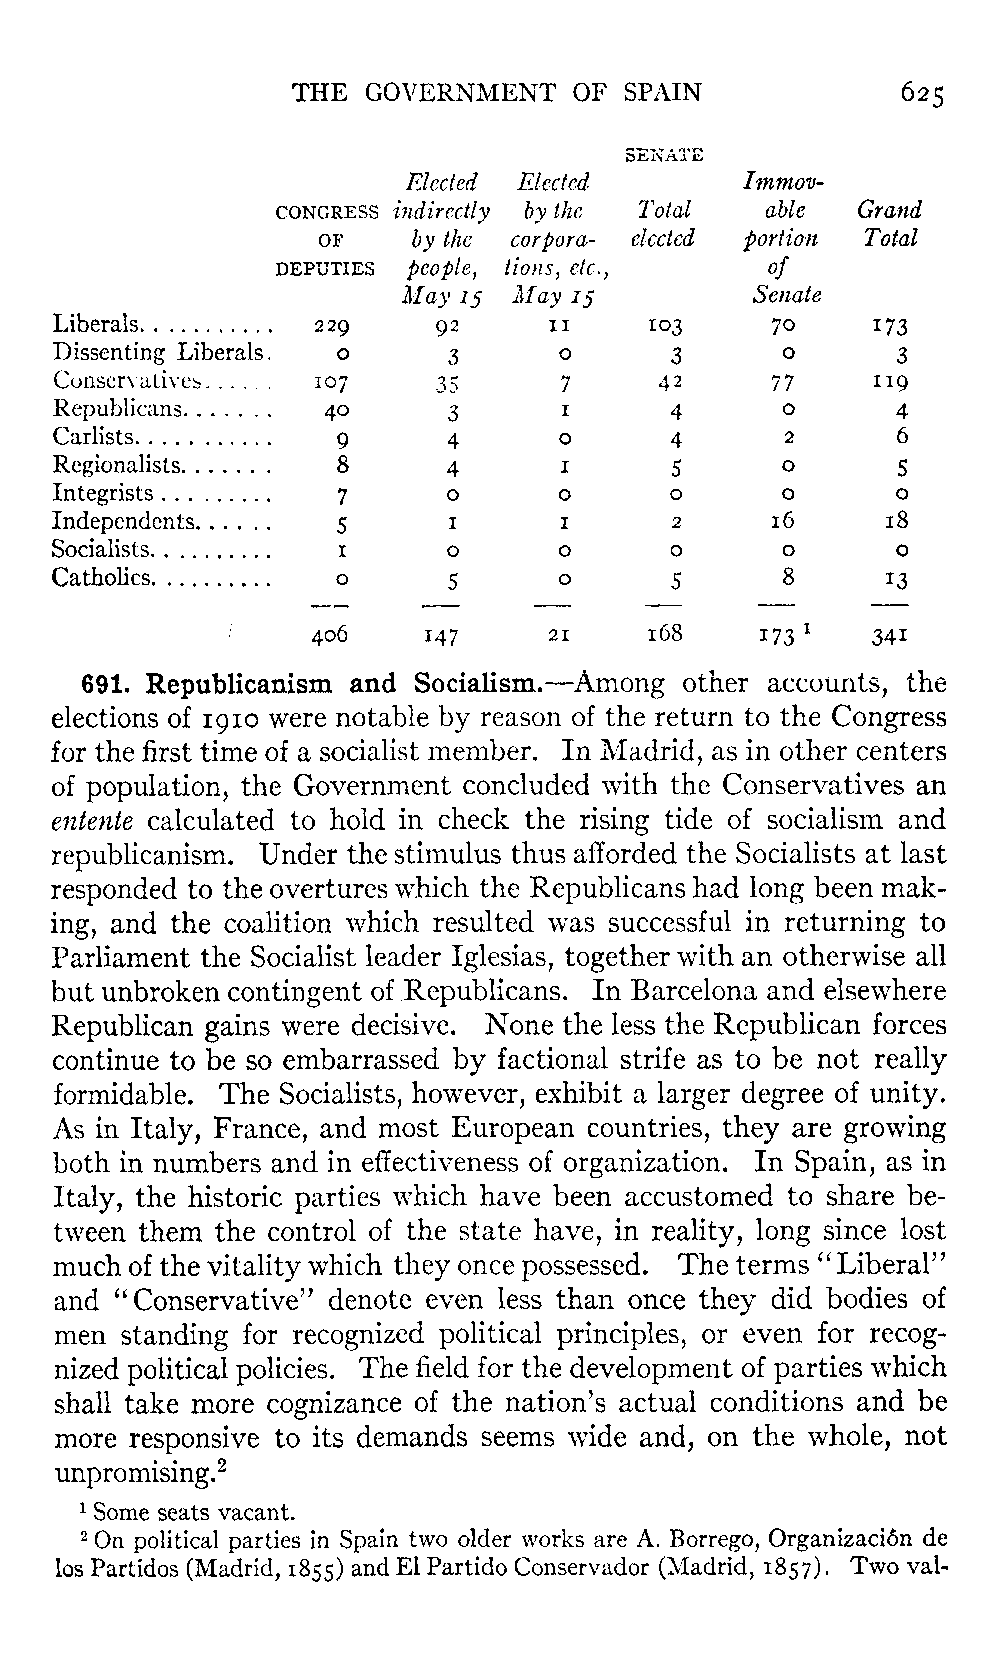 THE GOVERNMENT OF SPAIN 625
SENATE
Elected Elected Immov-
CONGRESS indirectly by the Total able Grand
OF by the corpora- elected portion Total
DEPUTIES people, tions, etc., of
May 15 May 15 Senate
Liberals............ 229 92 11 103 70 173
Dissenting Liberals. 0 3 0 3 0 3
Conservatives...... 107 35 7 42 77 119
Republicans....... 40 3 1 4 0 4
Carlists........... 9 4 0 4 2 6
Regionalists....... 8 4 1 5 0 5
Integrists......... 7 0 0 0 0 0
Independents...... 5 1 1 2 16 18
Socialists.......... 1 0 0 0 0 0
Catholics.......... 0 5 0 5 8 13
406 147 21 168 173 ¹ 341
691. Republicanism and Socialism.—Among other accounts, the
elections of 1910 were notable by reason of the return to the Congress
for the first time of a socialist member. In Madrid, as in other centers
of population, the Government concluded with the Conservatives an
entente calculated to hold in check the rising tide of socialism and
republicanism. Under the stimulus thus afforded the Socialists at last
responded to the overtures which the Republicans had long been mak-
ing, and the coalition which resulted was successful in returning to
Parliament the Socialist leader Iglesias, together with an otherwise all
but unbroken contingent of Republicans. In Barcelona and elsewhere
Republican gains were decisive. None the less the Republican forces
continue to be so embarrassed by factional strife as to be not really
formidable. The Socialists, however, exhibit a larger degree of unity.
As in Italy, France, and most European countries, they are growing
both in numbers and in effectiveness of organization. In Spain, as in
Italy, the historic parties which have been accustomed to share be-
tween them the control of the state have, in reality, long since lost
much of the vitality which they once possessed. The terms "Liberal"
and "Conservative" denote even less than once they did bodies of
men standing for recognized political principles, or even for recog-
nized political policies. The field for the development of parties which
shall take more cognizance of the nation's actual conditions and be
more responsive to its demands seems wide and, on the whole, not
unpromising.²
¹ Some seats vacant.
² On political parties in Spain two older works are A. Borrego, Organización de
los Partidos (Madrid, 1855) and El Partido Conservador (Madrid, 1857). Two val-